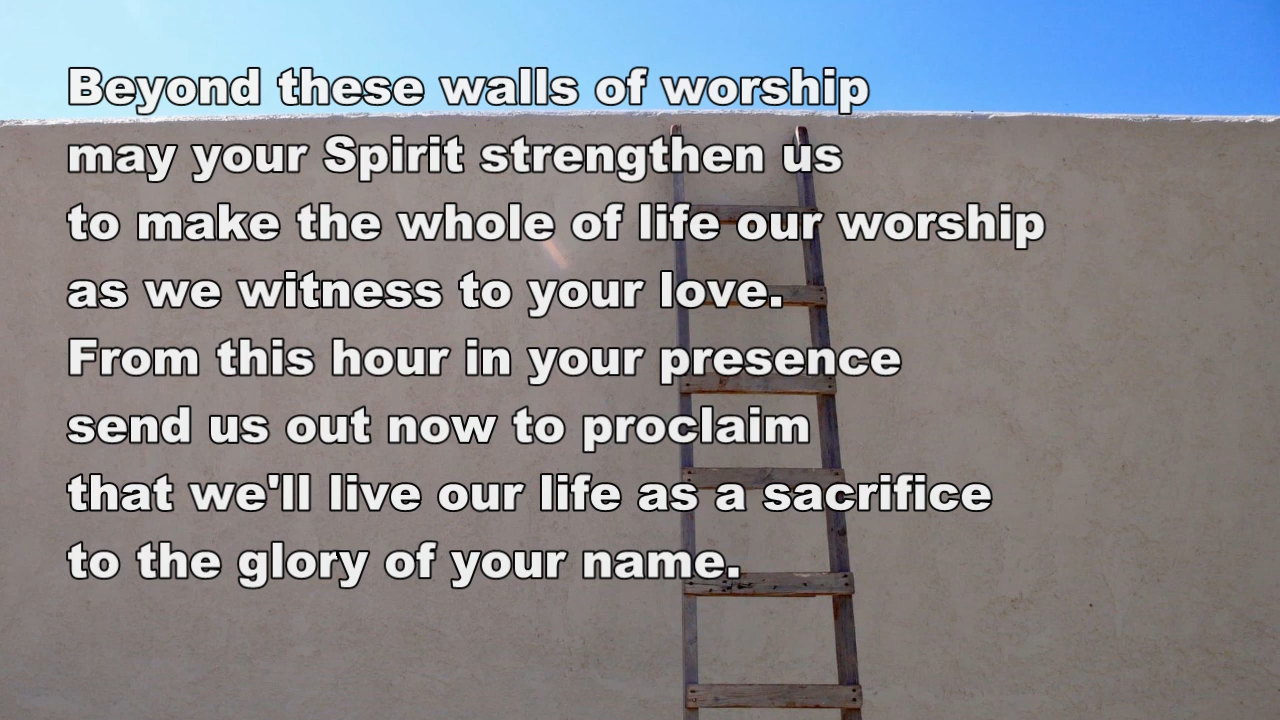 Beyond these walls of worship
may your Spirit strengthen us
to make the whole of life our worship
as we witness to your love.
From this hour in your presence
send us out now to proclaim
that we'll live our life as a sacrifice
to the glory of your name.